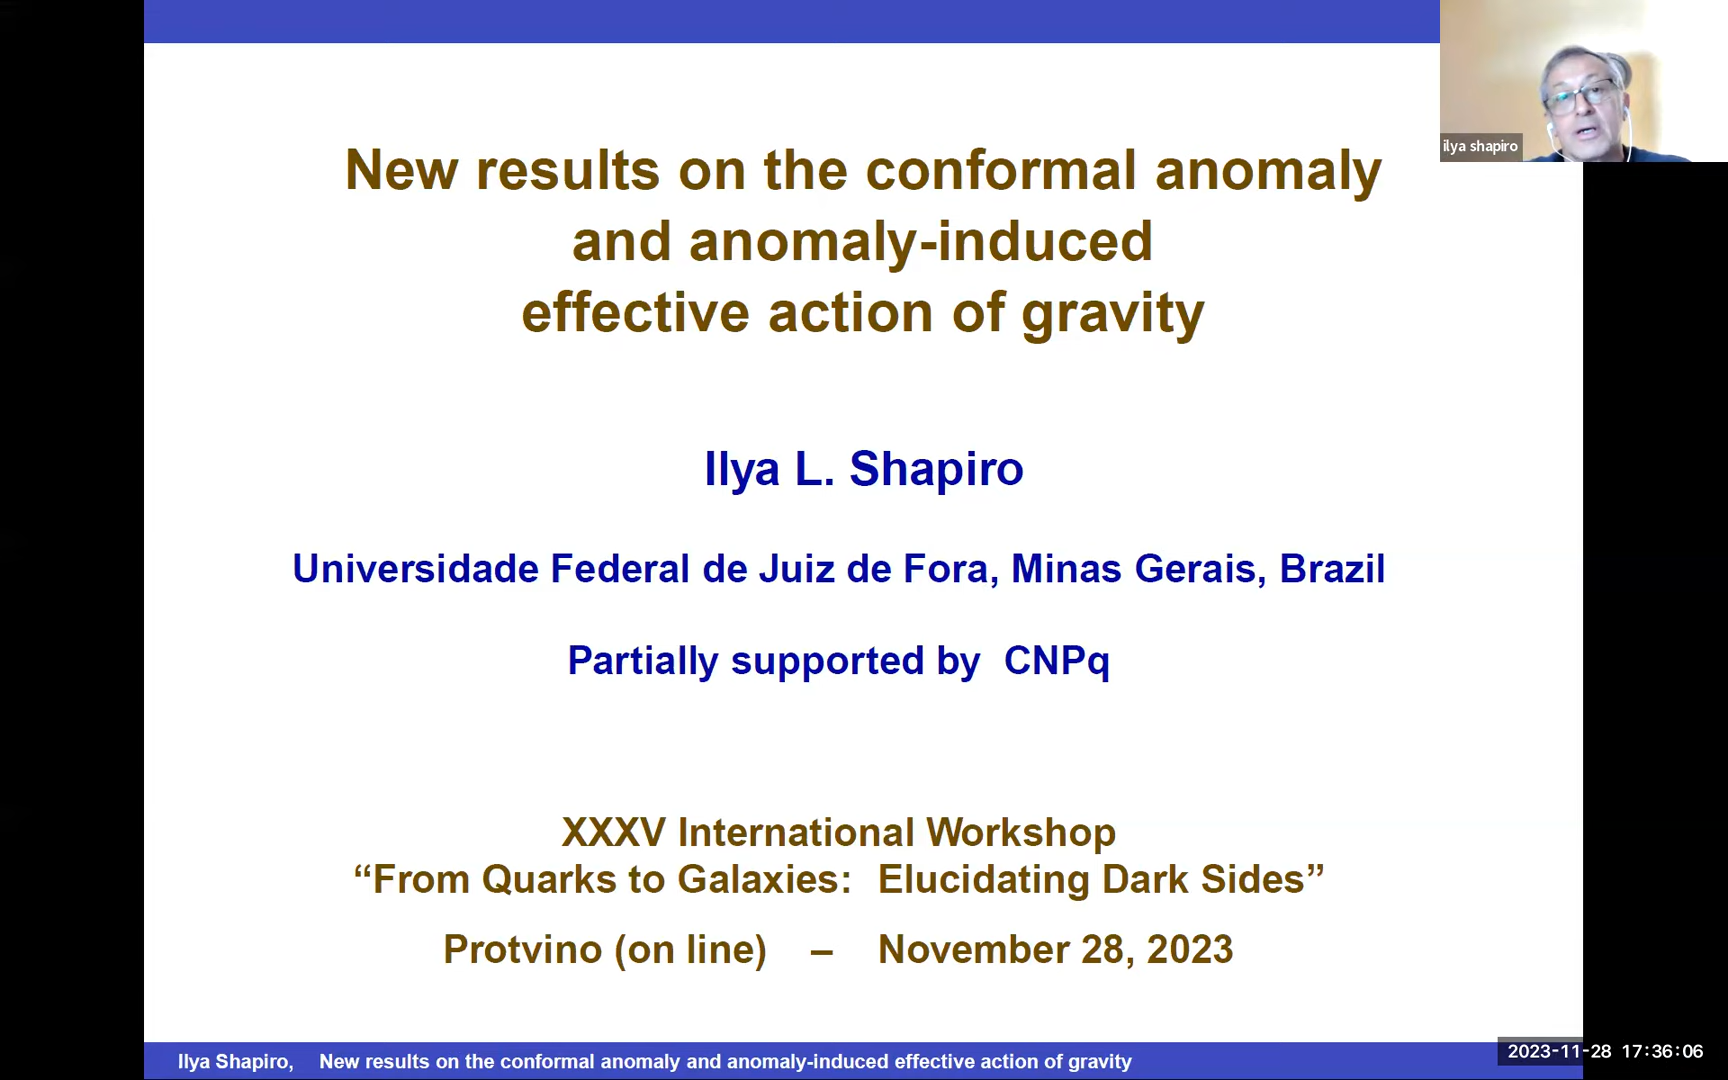 ilya shapiro
New results on the conformal anomaly
and anomaly-induced
effective action of gravity
Ilya L. Shapiro
Universidade Federal de Juiz de Fora, Minas Gerais, Brazil
Partially supported by CNPq
XXXV International Workshop
“From Quarks to Galaxies: Elucidating Dark Sides”
Protvino (on line) – November 28, 2023
Ilya Shapiro, New results on the conformal anomaly and anomaly-induced effective action of gravity
2023-11-28 17:36:06